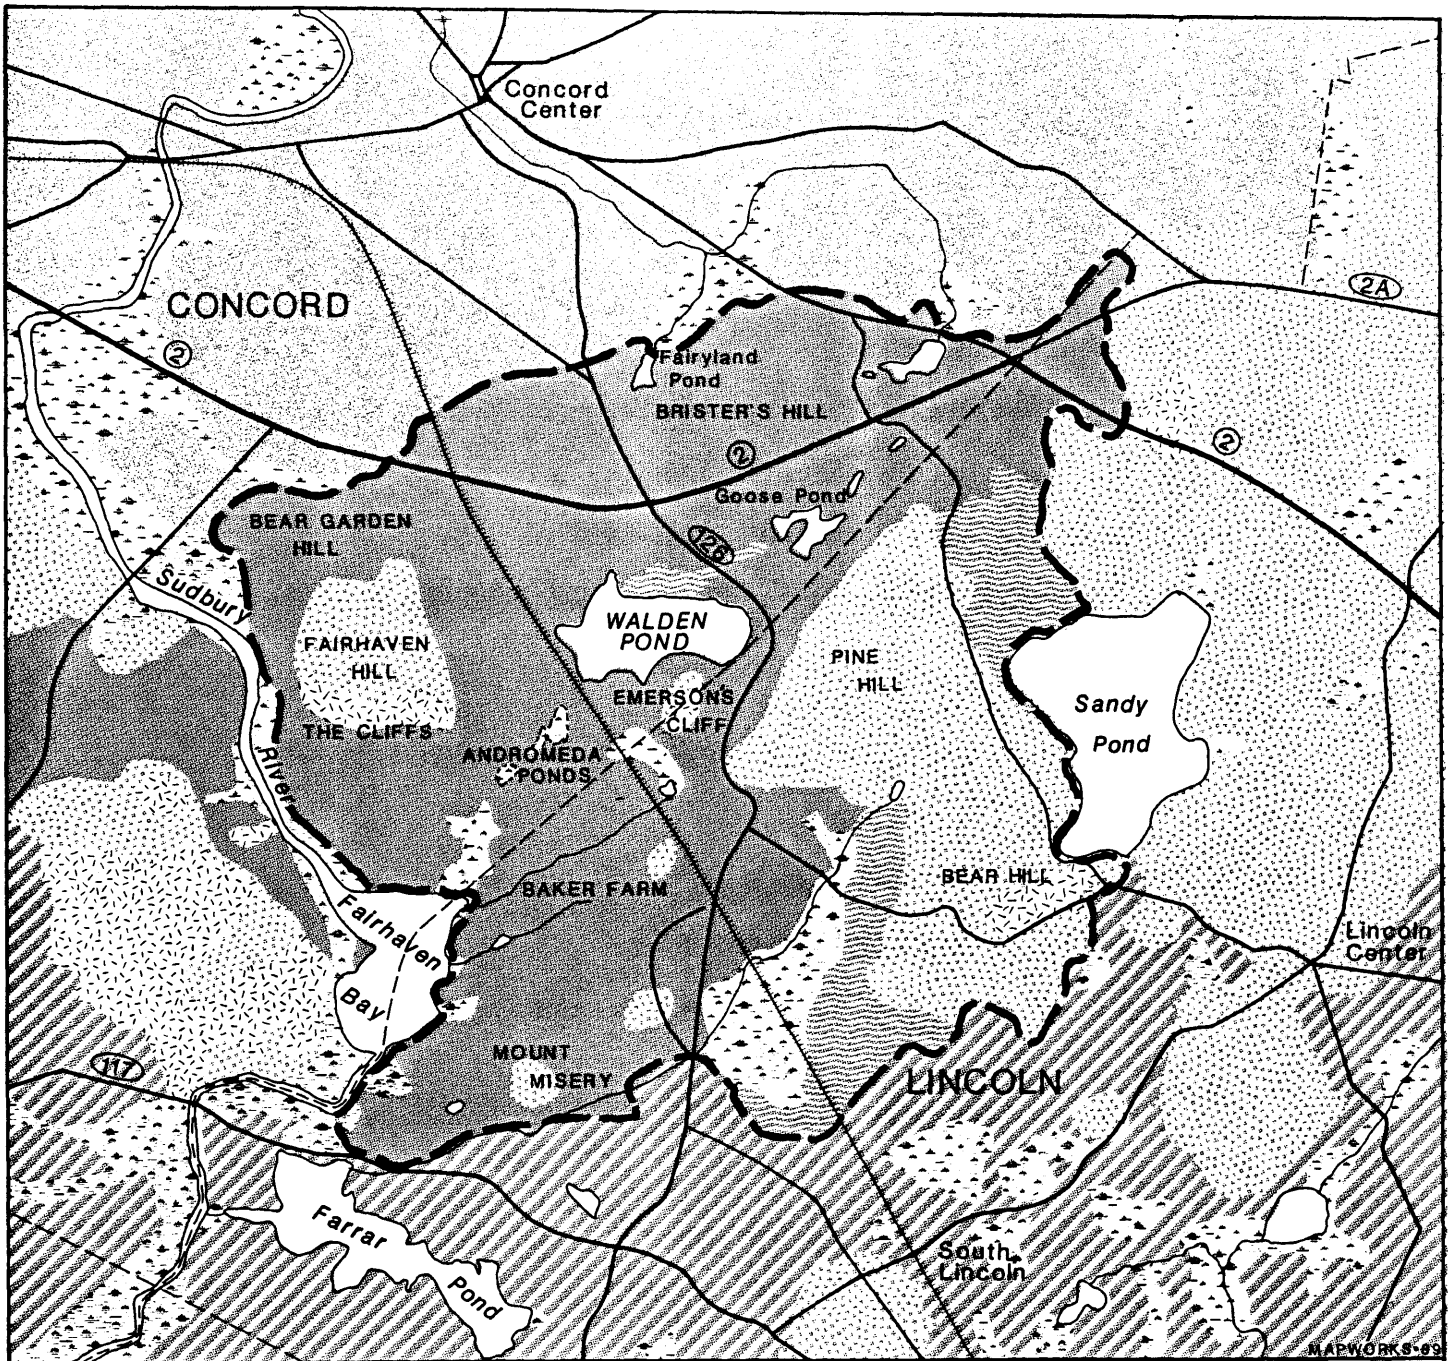 Concord
Center
2A
CONCORD
2
Fairyland
Pond
BRISTER'S HILL
2
2
Goose Pond
BEAR GARDEN
HILL
126
Sudbury
River
WALDEN
POND
FAIRHAVEN
HILL
PINE
HILL
EMERSON'S
CLIFF
Sandy
Pond
THE CLIFFS
ANDROMEDA
PONDS
BEAR HILL
BAKER FARM
Fairhaven
Bay
Lincoln
Center
MOUNT
MISERY
117
LINCOLN
Farrar
Pond
South
Lincoln
MAPWORKS-89